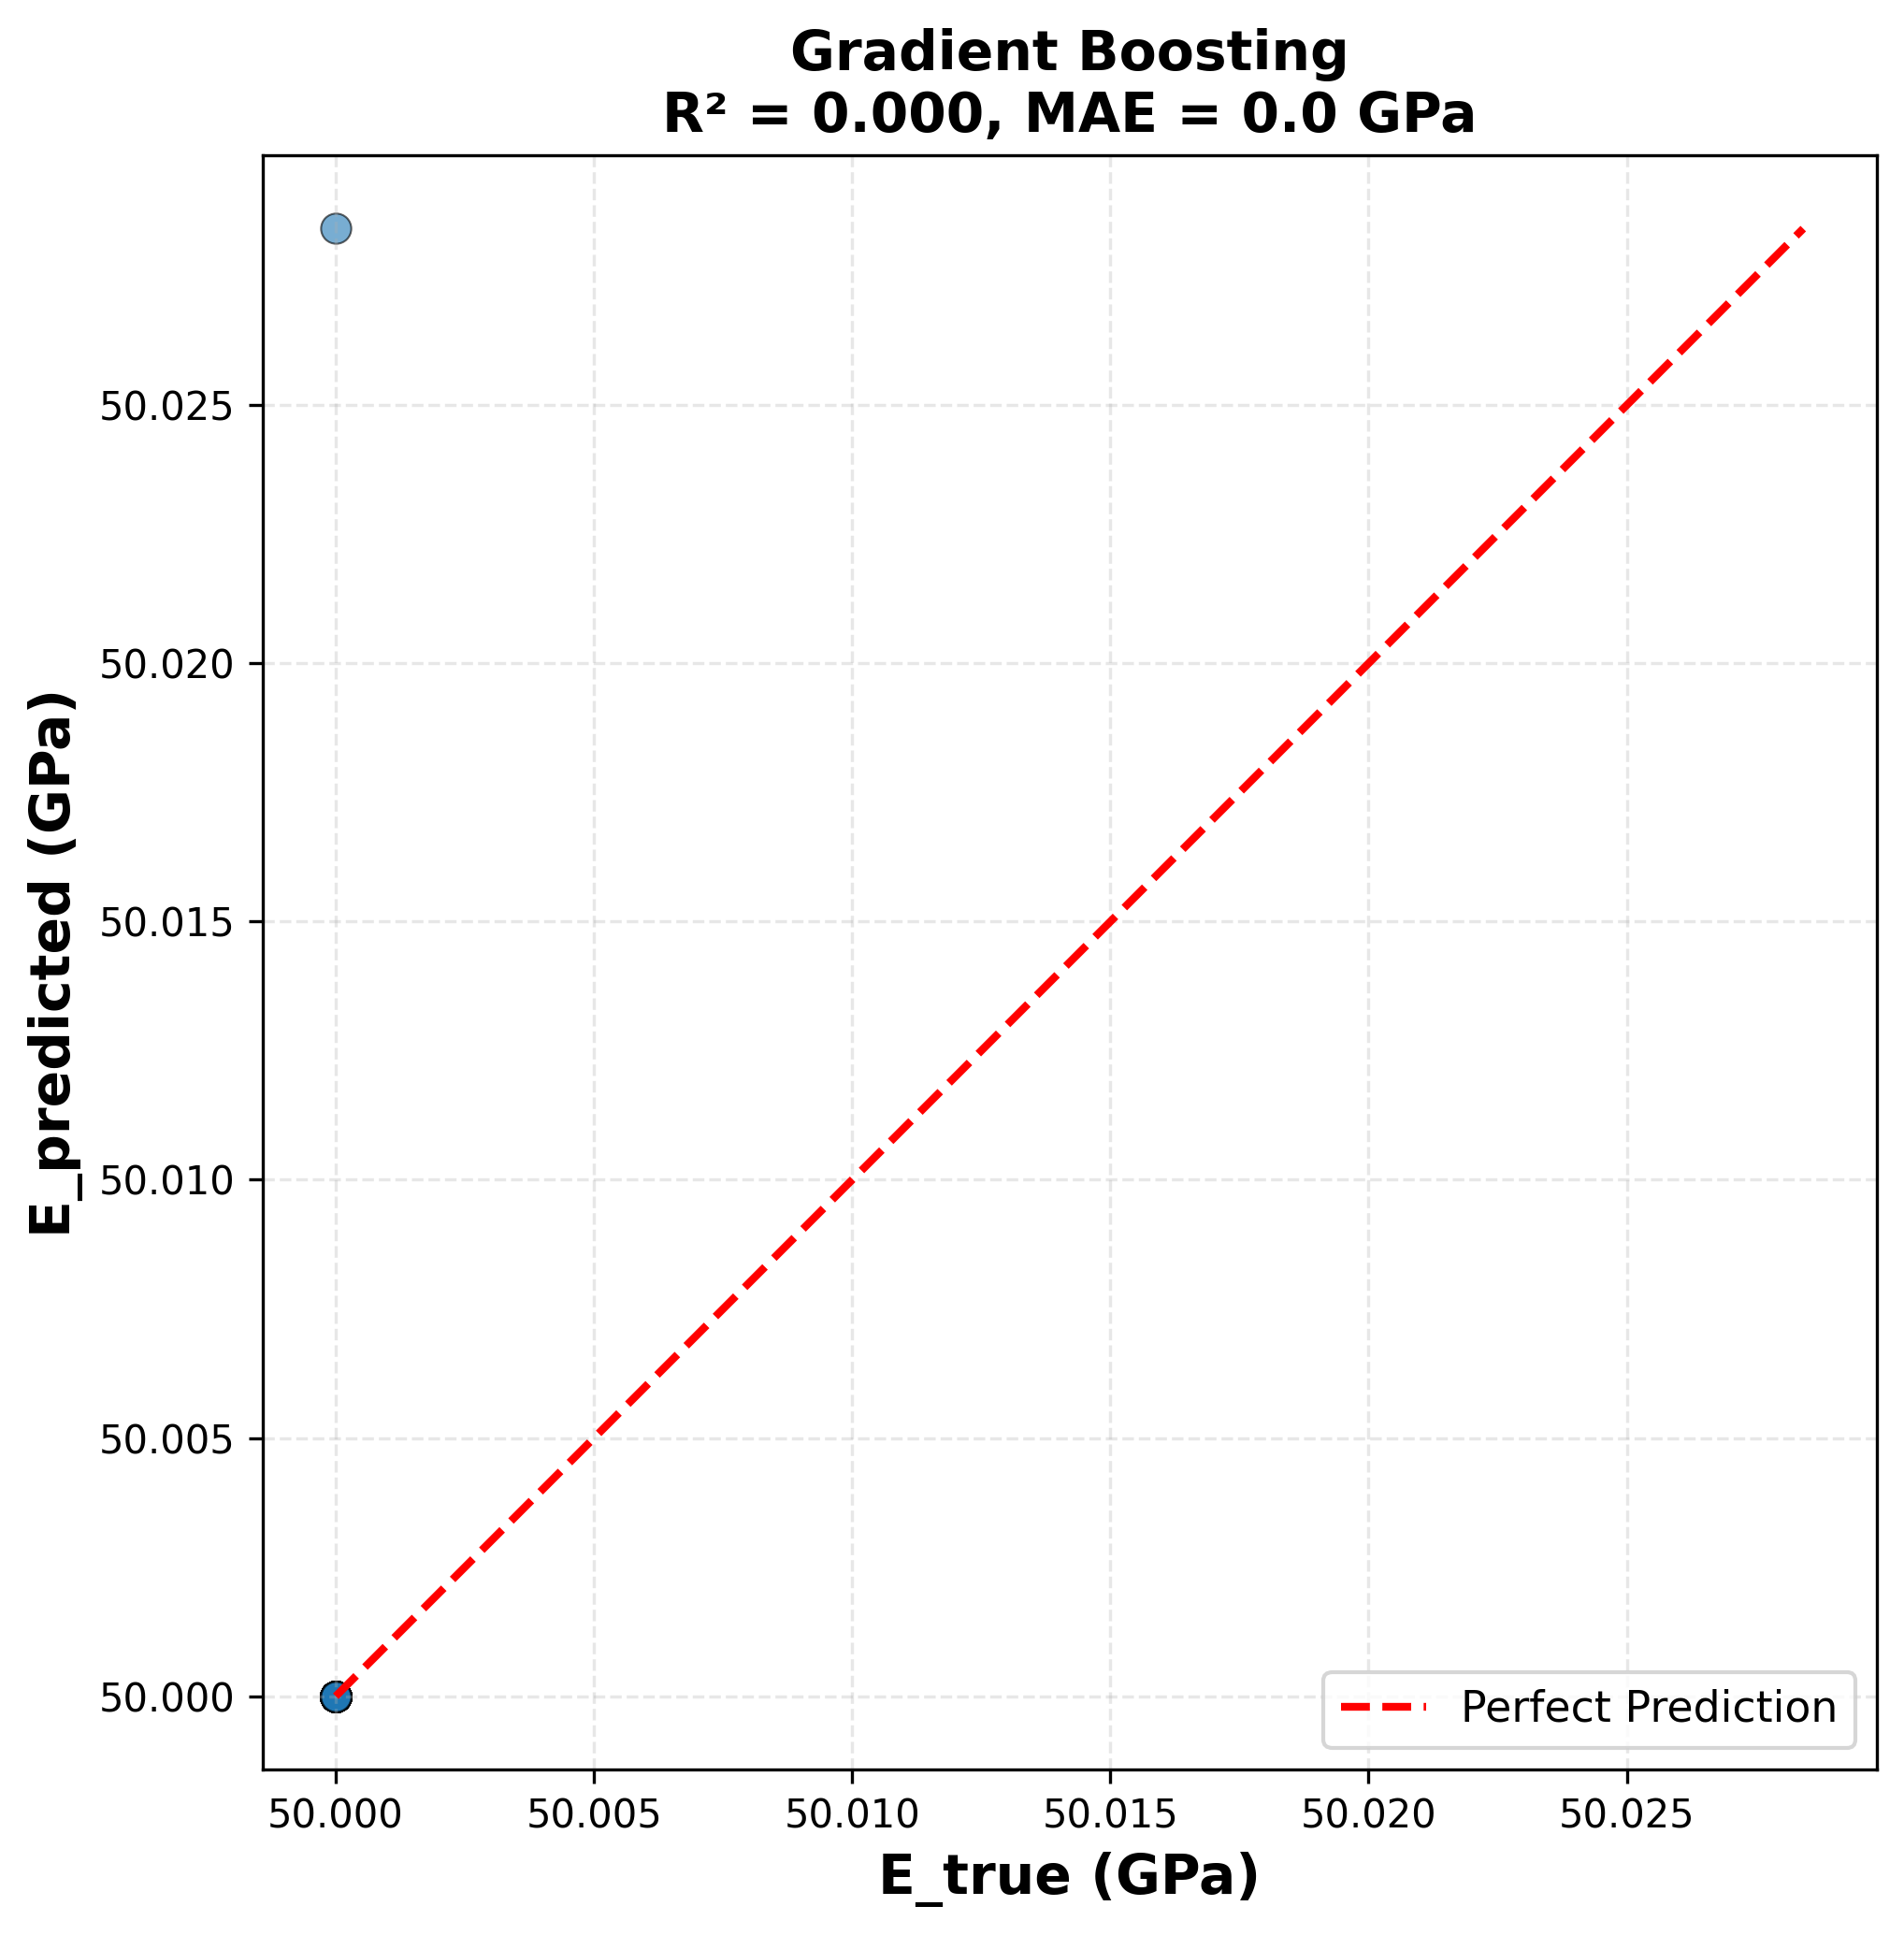 Gradient Boosting
R² = 0.000, MAE = 0.0 GPa
E_predicted (GPa)
50.025
50.020
50.015
50.010
50.005
50.000
Perfect Prediction
50.000 50.005 50.010 50.015 50.020 50.025
E_true (GPa)